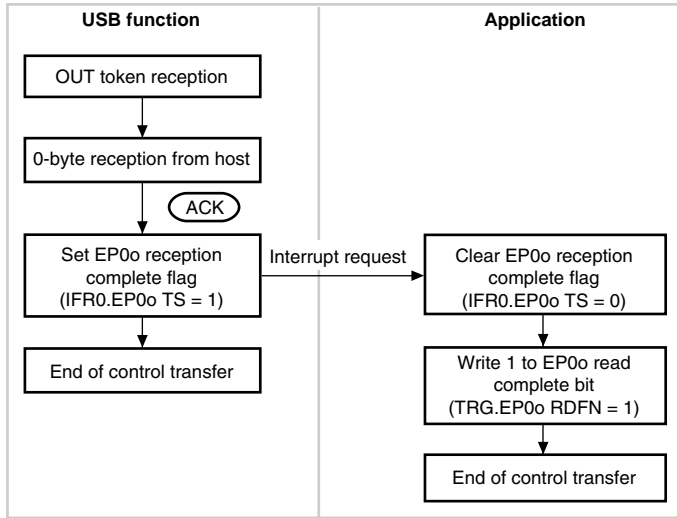 USB function
Application
OUT token reception
0-byte reception from host
ACK
Set EP0o reception
complete flag
(IFR0.EP0o TS = 1)
Interrupt request
Clear EP0o reception
complete flag
(IFR0.EP0o TS = 0)
End of control transfer
Write 1 to EP0o read
complete bit
(TRG.EP0o RDFN = 1)
End of control transfer